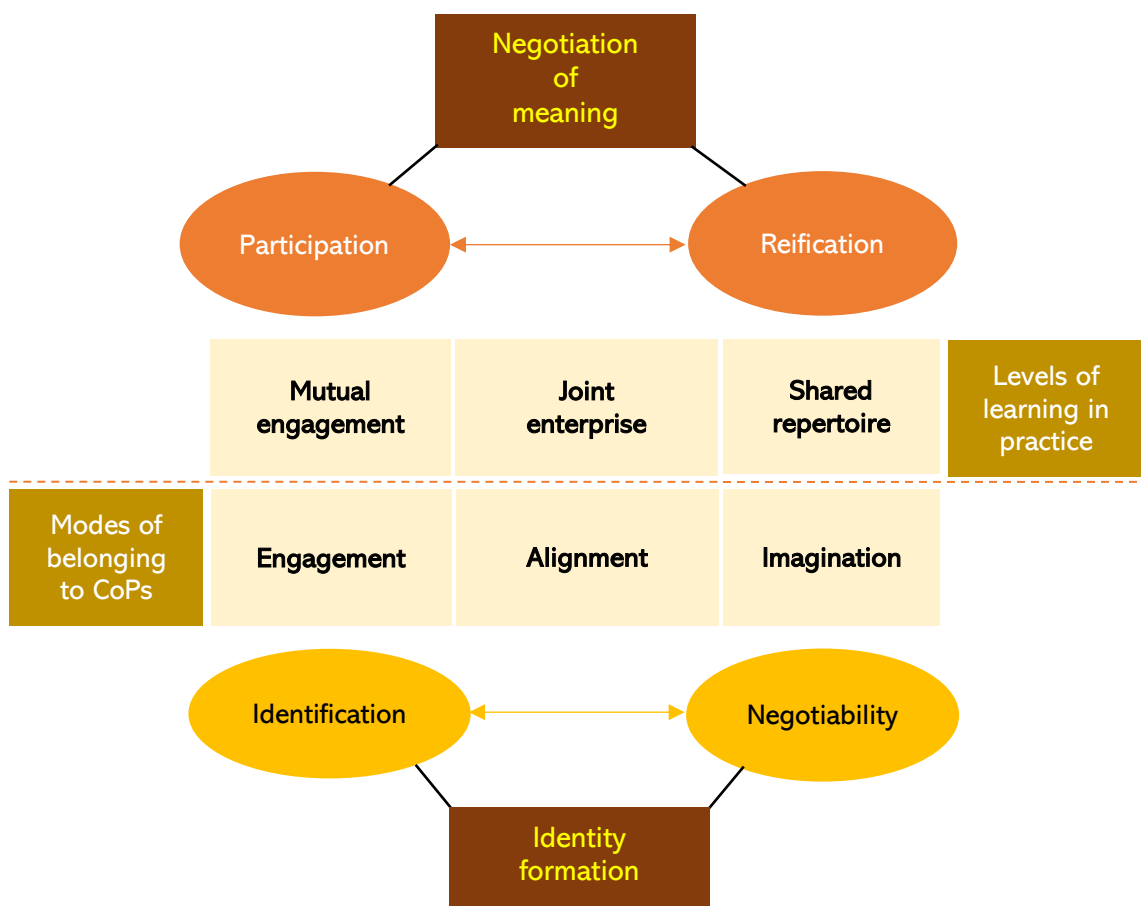 Negotiation
of
meaning
Participation
Reification
Mutual
engagement
Joint
enterprise
Shared
repertoire
Levels of
learning in
practice
Modes of
belonging
to CoPs
Engagement
Alignment
Imagination
Identification
Negotiability
Identity
formation